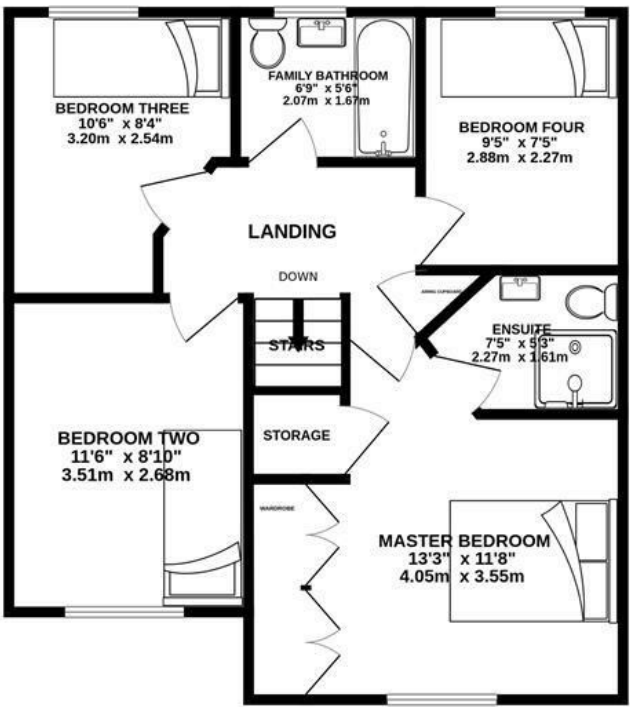 BEDROOM THREE
10'6" x 8'4"
3.20m x 2.54m
FAMILY BATHROOM
6'9" x 5'6"
2.07m x 1.67m
BEDROOM FOUR
9'5" x 7'5"
2.88m x 2.27m
LANDING
DOWN
AIRING CUPBOARD
STAIRS
ENSUITE
7'5" x 5'3"
2.27m x 1.61m
STORAGE
BEDROOM TWO
11'6" x 8'10"
3.51m x 2.68m
WARDROBE
MASTER BEDROOM
13'3" x 11'8"
4.05m x 3.55m